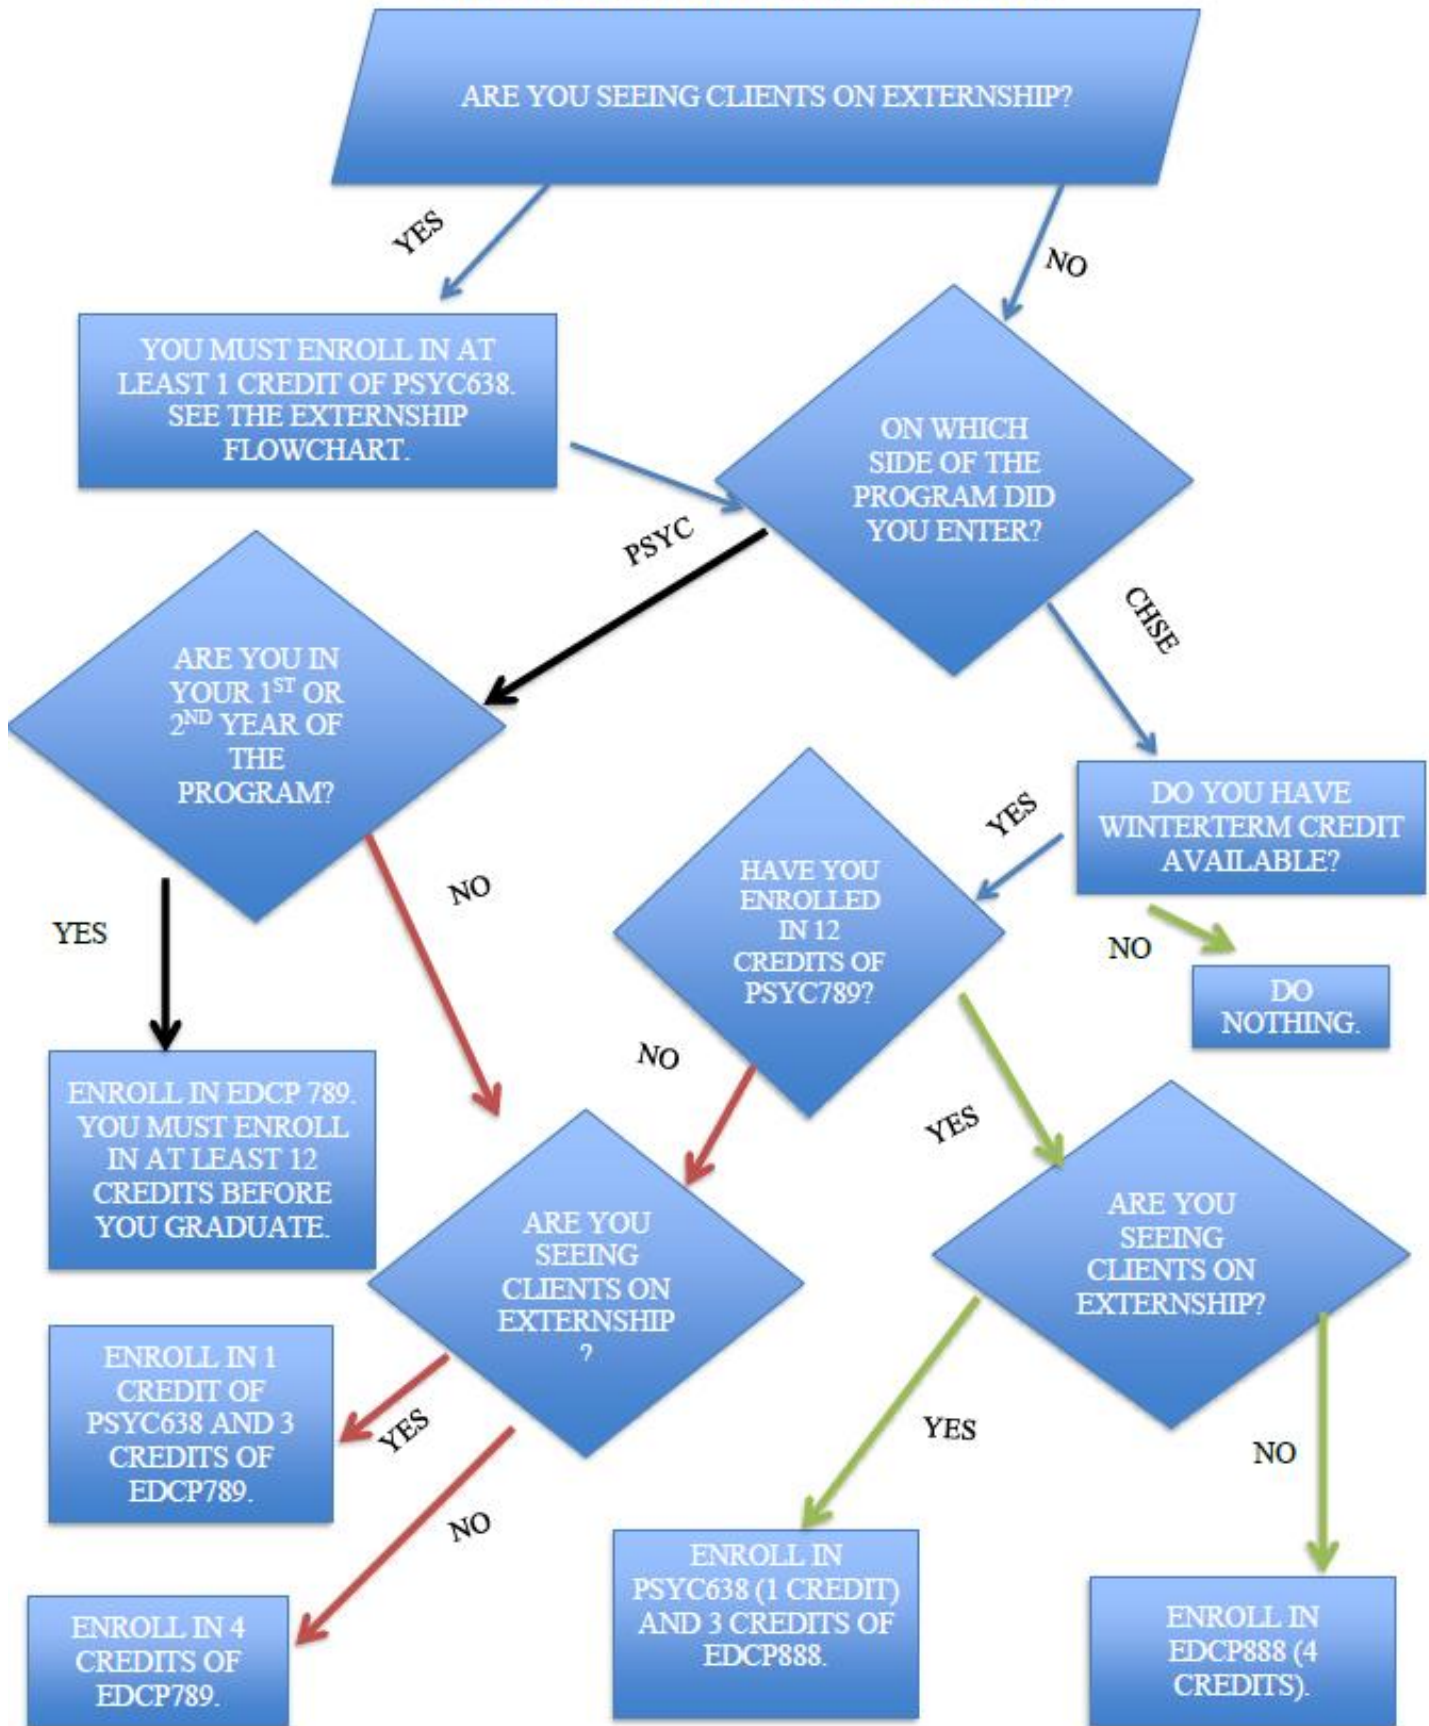 ARE YOU SEEING CLIENTS ON EXTERNSHIP?
YES
NO
YOU MUST ENROLL IN AT
LEAST 1 CREDIT OF PSYC638.
SEE THE EXTERNSHIP
FLOWCHART.
ON WHICH
SIDE OF THE
PROGRAM DID
YOU ENTER?
PSYC
CHSE
ARE YOU IN
YOUR 1ST OR
2ND YEAR OF
THE
PROGRAM?
DO YOU HAVE
WINTERTERM CREDIT
AVAILABLE?
YES
HAVE YOU
ENROLLED
IN 12
CREDITS OF
PSYC789?
NO
YES
NO
DO
NOTHING.
NO
YES
ENROLL IN EDCP 789.
YOU MUST ENROLL
IN AT LEAST 12
CREDITS BEFORE
YOU GRADUATE.
ARE YOU
SEEING
CLIENTS ON
EXTERNSHIP
?
ARE YOU
SEEING
CLIENTS ON
EXTERNSHIP?
ENROLL IN 1
CREDIT OF
PSYC638 AND 3
CREDITS OF
EDCP789.
YES
NO
YES
NO
ENROLL IN 4
CREDITS OF
EDCP789.
ENROLL IN
PSYC638 (1 CREDIT)
AND 3 CREDITS OF
EDCP888.
ENROLL IN
EDCP888 (4
CREDITS).